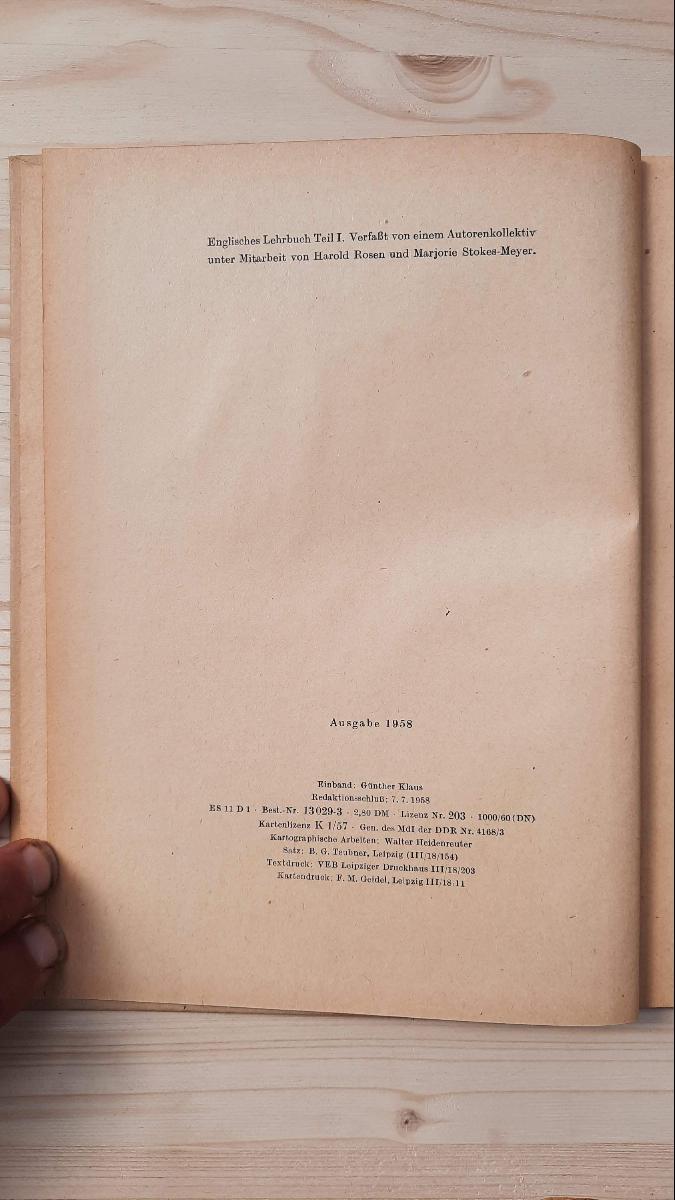 Englisches Lehrbuch Teil I. Verfaßt von einem Autorenkollektiv
unter Mitarbeit von Harold Rosen und Marjorie Stokes-Meyer.
Ausgabe 1958
Einband: Günther Klaus
Redaktionsschluß: 7. 7. 1958
ES 11 D 1 · Best.-Nr. 13029-3 · 2,80 DM · Lizenz Nr. 203 · 1000/60 (DN)
Kartenlizenz K 1/57 · Gen. des MdI der DDR Nr. 4168/3
Kartographische Arbeiten: Walter Heidenreuter
Satz: B. G. Teubner, Leipzig (III/18/154)
Textdruck: VEB Leipziger Druckhaus III/18/203
Kartendruck: F. M. Geidel, Leipzig III/18/11